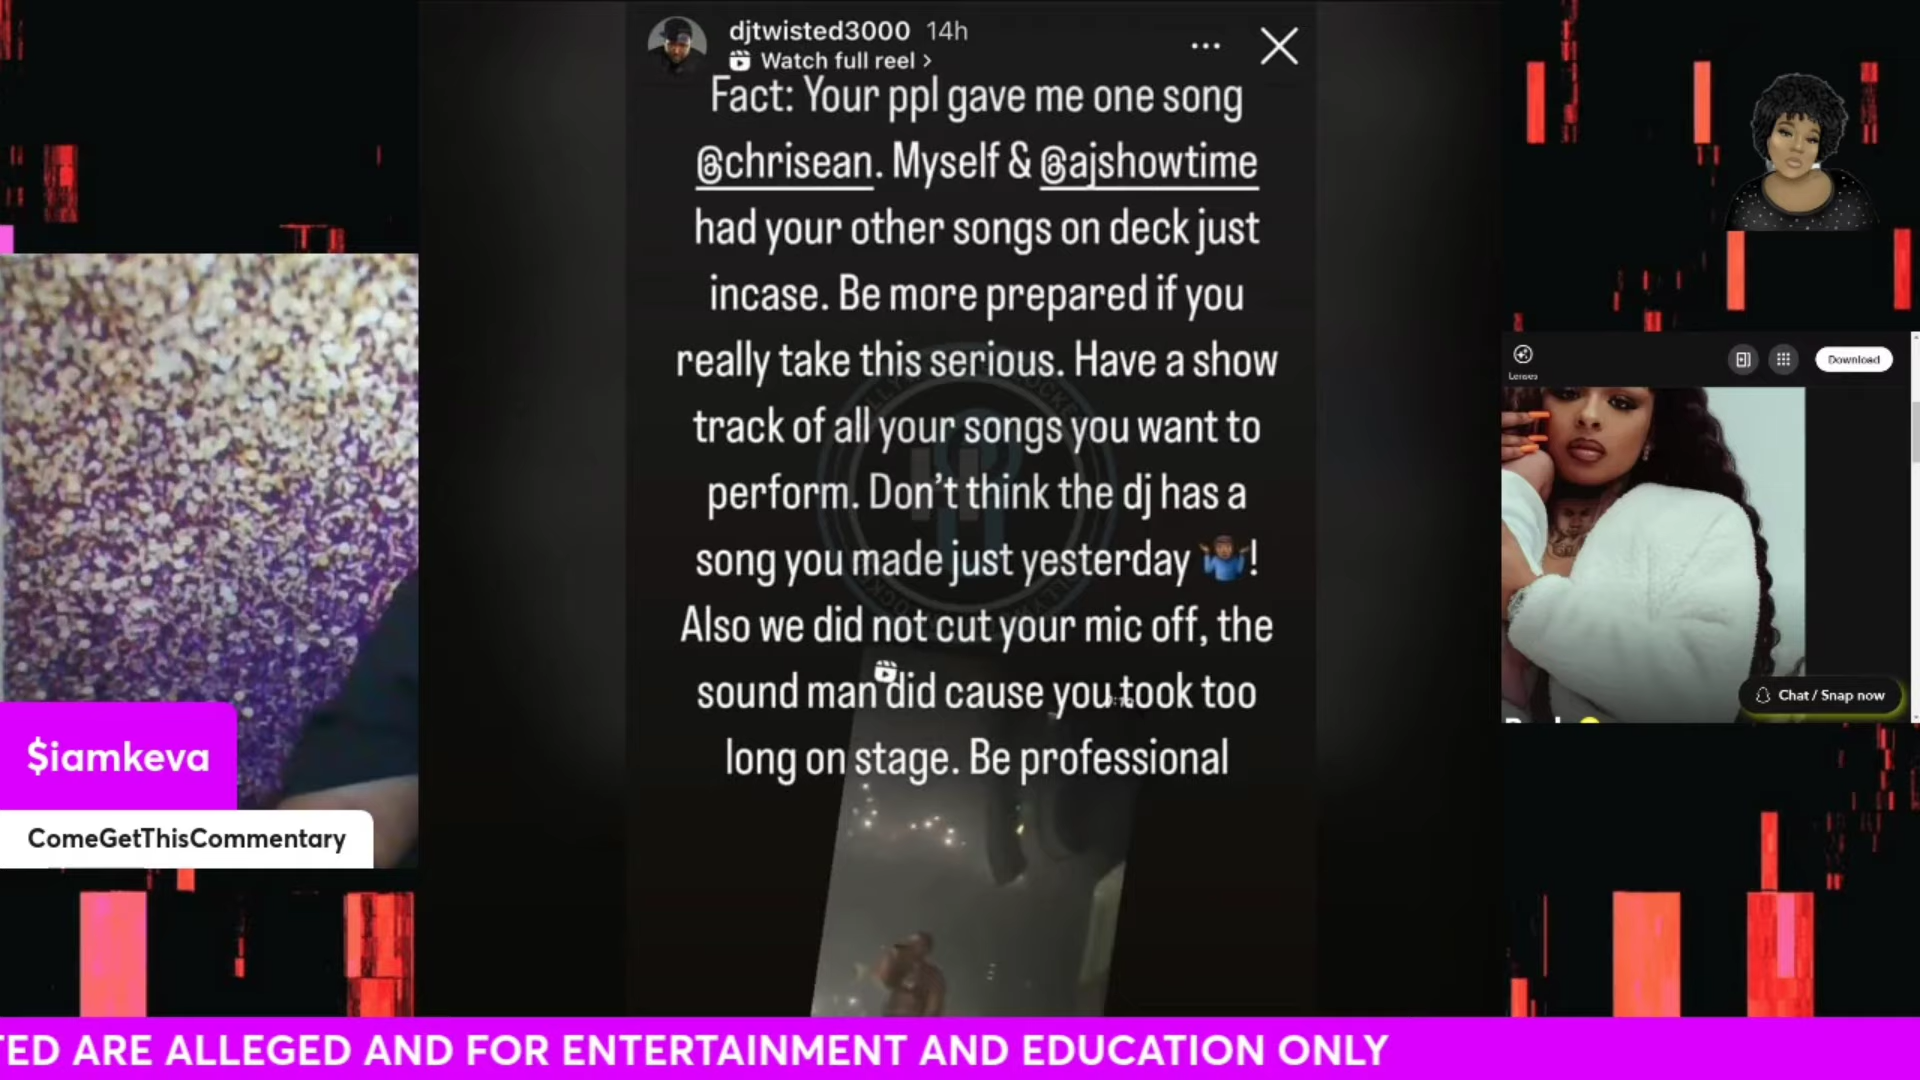 djtwisted3000 14h
Watch full reel >
Fact: Your ppl gave me one song
@chrisean. Myself & @ajshowtime
had your other songs on deck just
incase. Be more prepared if you
really take this serious. Have a show
track of all your songs you want to
perform. Don't think the dj has a
song you made just yesterday 🤷🏾‍♂️!
Also we did not cut your mic off, the
sound man did cause you took too
long on stage. Be professional
Lenses
Download
Chat / Snap now
$iamkeva
ComeGetThisCommentary
TED ARE ALLEGED AND FOR ENTERTAINMENT AND EDUCATION ONLY